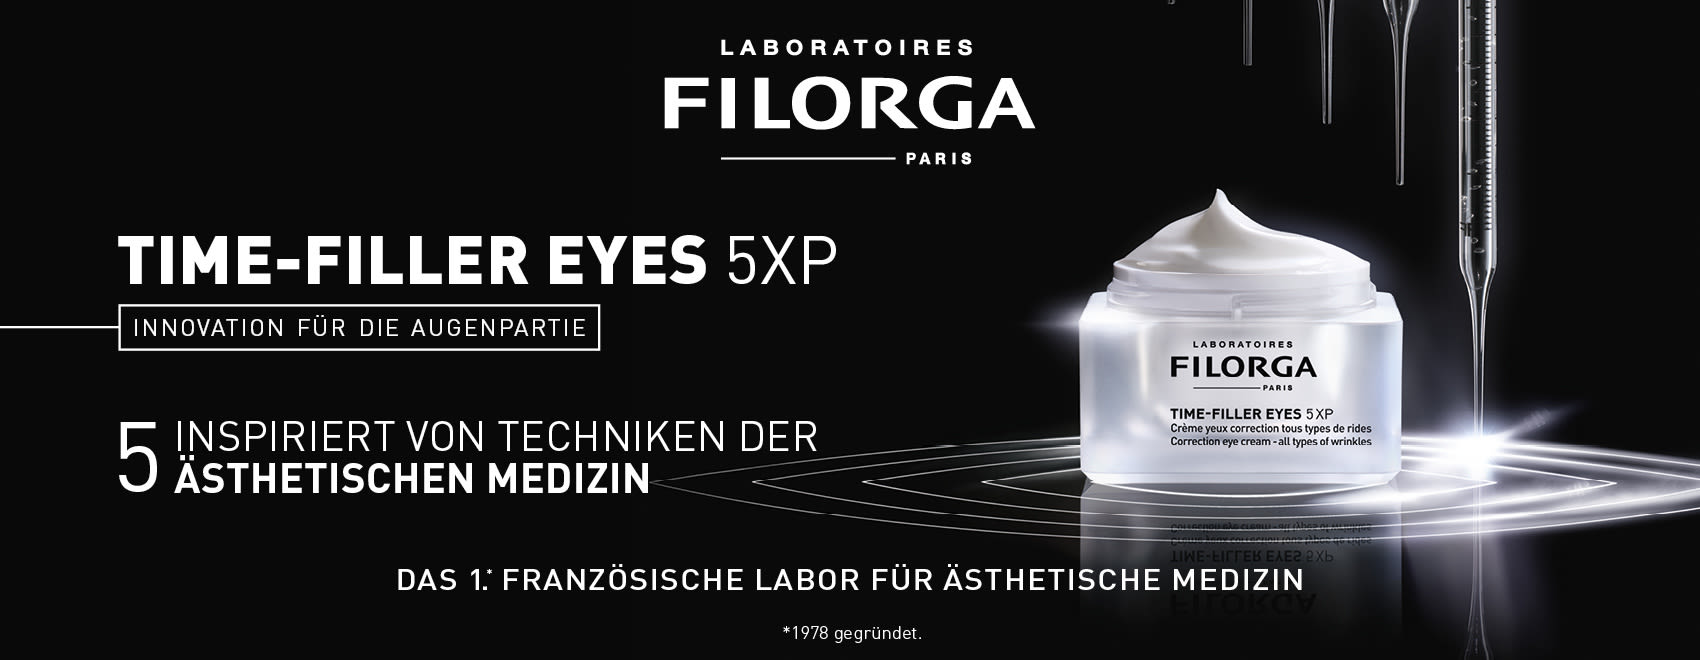 LABORATOIRES
FILORGA
PARIS
TIME-FILLER EYES 5XP
INNOVATION FÜR DIE AUGENPARTIE
5 INSPIRIERT VON TECHNIKEN DER
ÄSTHETISCHEN MEDIZIN
LABORATOIRES
FILORGA
PARIS
TIME-FILLER EYES 5XP
Crème yeux correction tous types de rides
Correction eye cream - all types of wrinkles
DAS 1.* FRANZÖSISCHE LABOR FÜR ÄSTHETISCHE MEDIZIN
*1978 gegründet.